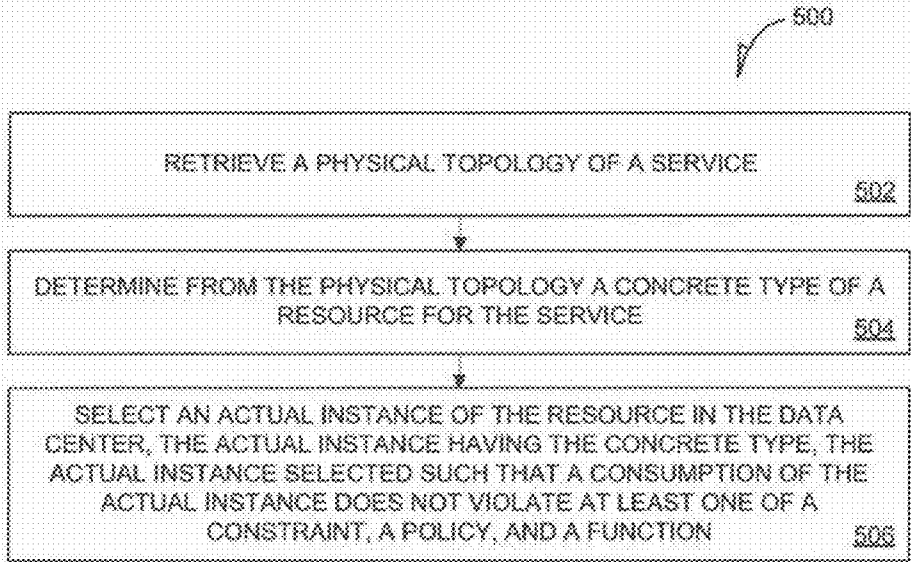 500
RETRIEVE A PHYSICAL TOPOLOGY OF A SERVICE
502
DETERMINE FROM THE PHYSICAL TOPOLOGY A CONCRETE TYPE OF A
RESOURCE FOR THE SERVICE
504
SELECT AN ACTUAL INSTANCE OF THE RESOURCE IN THE DATA
CENTER, THE ACTUAL INSTANCE HAVING THE CONCRETE TYPE, THE
ACTUAL INSTANCE SELECTED SUCH THAT A CONSUMPTION OF THE
ACTUAL INSTANCE DOES NOT VIOLATE AT LEAST ONE OF A
CONSTRAINT, A POLICY, AND A FUNCTION
506